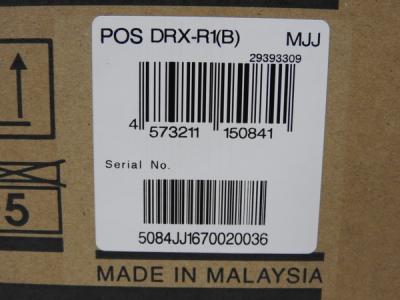 POS DRX-R1(B) MJJ
29393309
4 573211 150841
Serial No.
5084JJ1670020036
5
MADE IN MALAYSIA